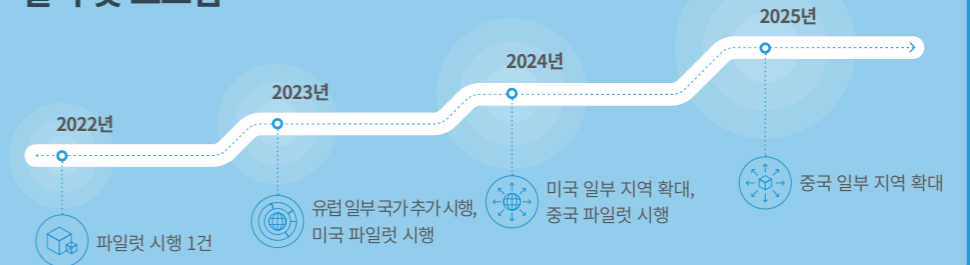 2022년
파일럿 시행 1건
2023년
유럽 일부 국가 추가 시행,
미국 파일럿 시행
2024년
미국 일부 지역 확대,
중국 파일럿 시행
2025년
중국 일부 지역 확대